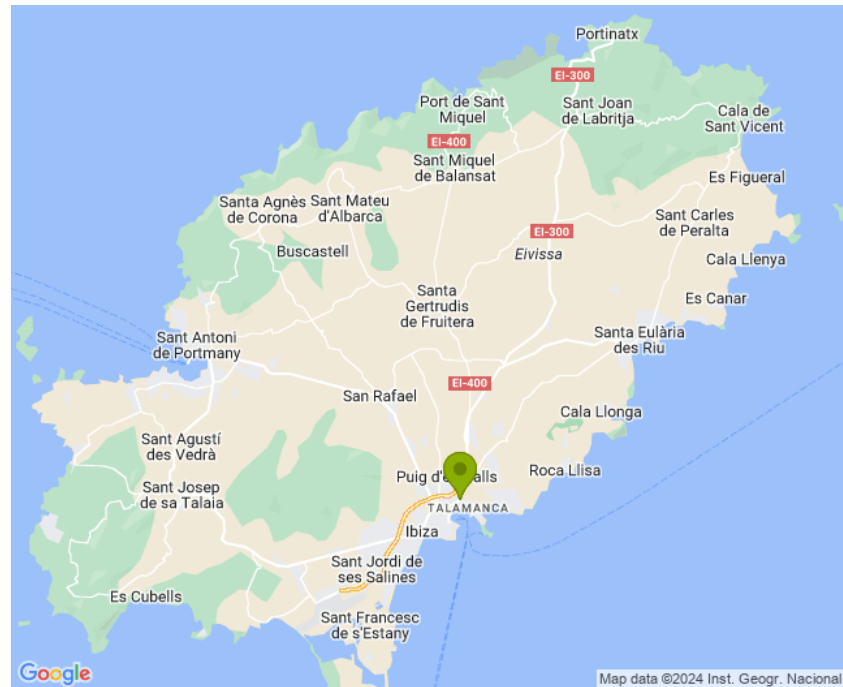 Portinatx
EI-300
Port de Sant
Miquel
Sant Joan
de Labritja
Cala de
Sant Vicent
EI-400
Sant Miquel
de Balansat
Es Figueral
Santa Agnès
de Corona
Sant Mateu
d'Albarca
Sant Carles
de Peralta
EI-300
Buscastell
Eivissa
Cala Llenya
Santa
Gertrudis
de Fruitera
Es Canar
Sant Antoni
de Portmany
Santa Eulària
des Riu
EI-400
San Rafael
Cala Llonga
Sant Agustí
des Vedrà
Roca Llisa
Sant Josep
de sa Talaia
TALAMANCA
Ibiza
Sant Jordi de
ses Salines
Es Cubells
Sant Francesc
de s'Estany
Google
Map data ©2024 Inst. Geogr. Nacional